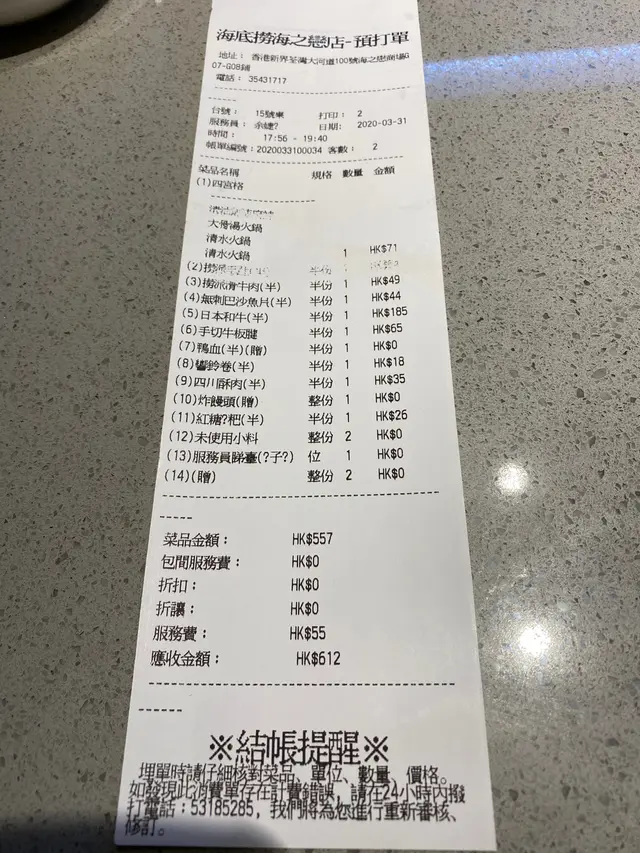 海底撈海之戀店-預打單
地址： 香港新界荃灣大河道100號海之戀商場G
07-G08鋪
電話： 35431717
台號： 15號東 打印： 2
服務員： 余 ? 日期： 2020-03-31
時間： 17:56 - 19:40
帳單編號：2020033100034 客數： 2
菜品名稱 規格 數量 金額
(1)四宮格
大骨湯火鍋
清水火鍋
清水火鍋 1 HK$71
(2)撈派 (半) 半份 1
(3)撈派滑牛肉(半) 半份 1 HK$49
(4)無刺巴沙魚片(半) 半份 1 HK$44
(5)日本和牛(半) 半份 1 HK$185
(6)手切牛板腱 半份 1 HK$65
(7)鴨血(半)(贈) 半份 1 HK$0
(8)響鈴卷(半) 半份 1 HK$18
(9)四川酥肉(半) 半份 1 HK$35
(10)炸饅頭(贈) 整份 1 HK$0
(11)紅糖?粑(半) 半份 1 HK$26
(12)未使用小料 整份 2 HK$0
(13)服務員睇臺(?子?) 位 1 HK$0
(14)(贈) 整份 2 HK$0
菜品金額： HK$557
包間服務費： HK$0
折扣： HK$0
折讓： HK$0
服務費： HK$55
應收金額： HK$612
※結帳提醒※
埋單時請仔細核對菜品、單位、數量、價格。
如發現此消費單存在計費錯誤，請在24小時內撥
打電話：53185285，我們將為您進行重新審核、
修訂。